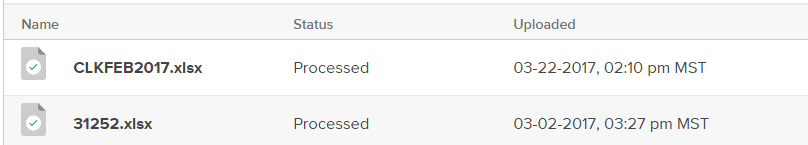 Name Status Uploaded
CLKFEB2017.xlsx Processed 03-22-2017, 02:10 pm MST
31252.xlsx Processed 03-02-2017, 03:27 pm MST